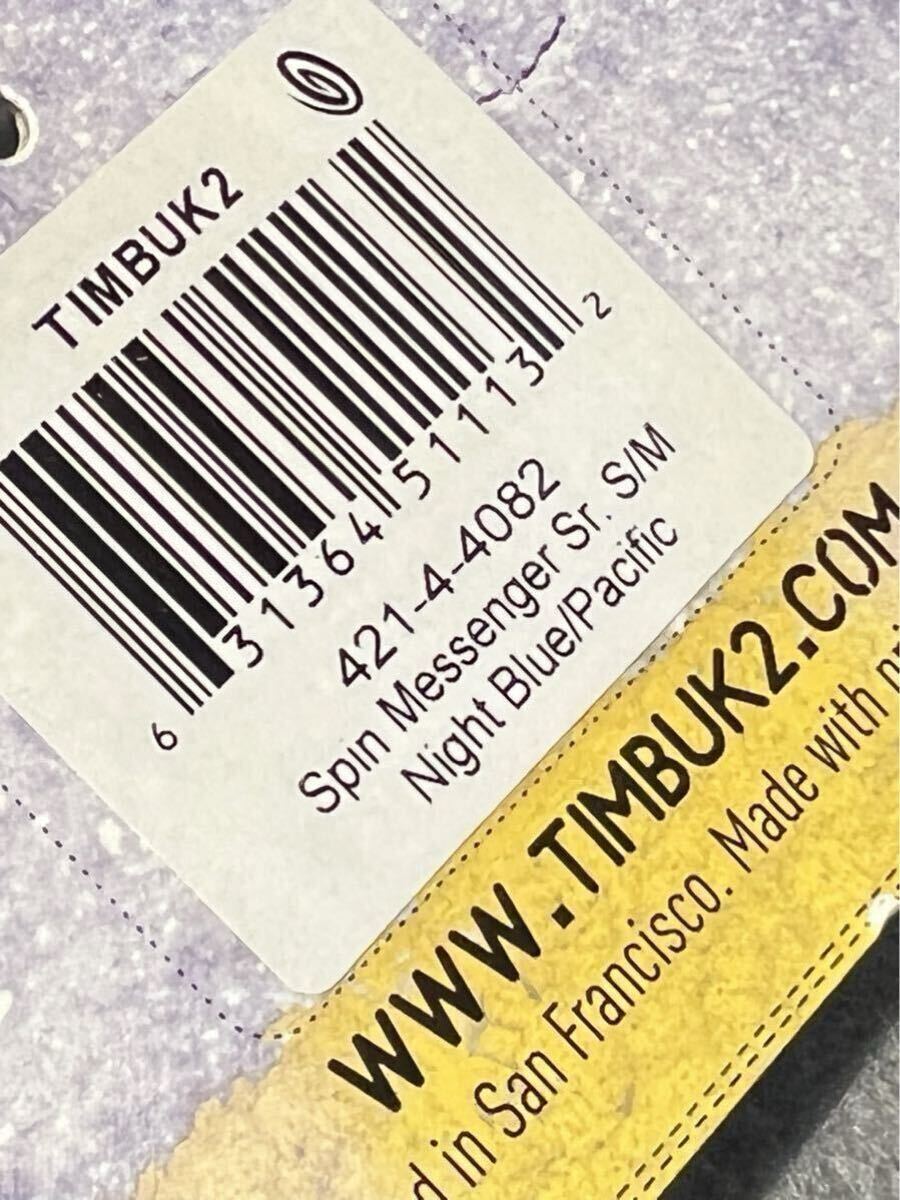 TIMBUK2
6 31364 51113 2
421-4-4082
Spin Messenger Sr. S/M
Night Blue/Pacific
WWW.TIMBUK2.COM
in San Francisco. Made with